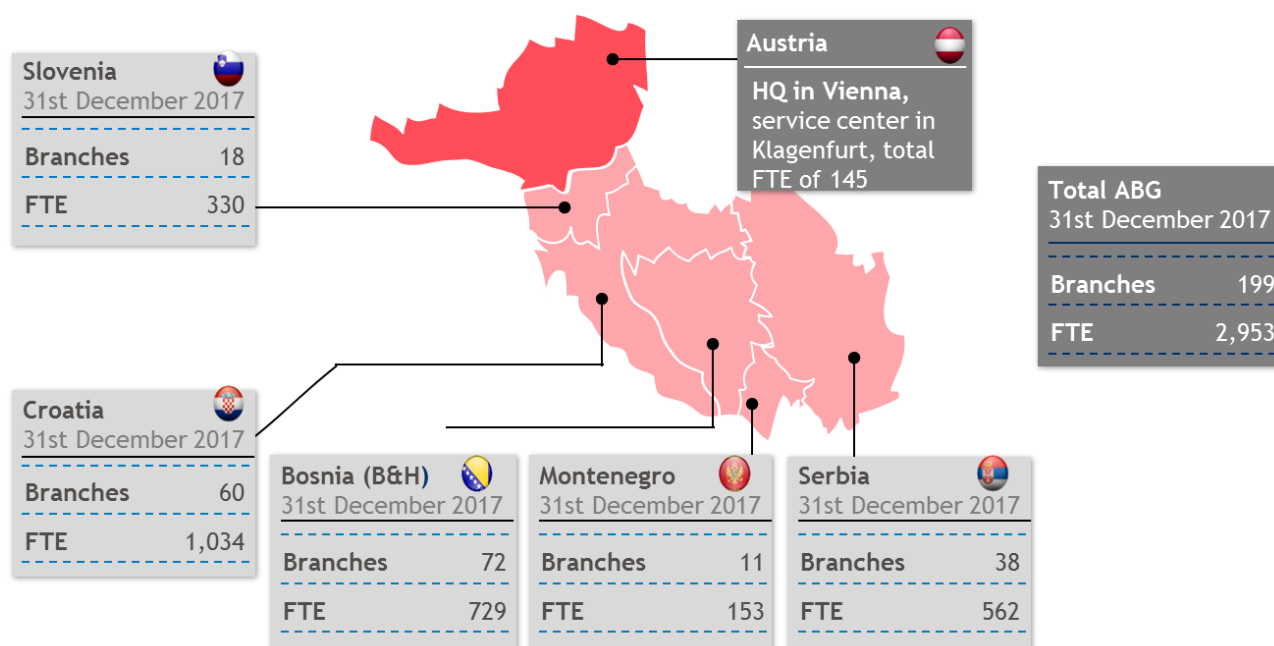 Slovenia
31st December 2017
Branches 18
FTE 330
Austria
HQ in Vienna,
service center in
Klagenfurt, total
FTE of 145
Total ABG
31st December 2017
Branches 199
FTE 2,953
Croatia
31st December 2017
Branches 60
FTE 1,034
Bosnia (B&H)
31st December 2017
Branches 72
FTE 729
Montenegro
31st December 2017
Branches 11
FTE 153
Serbia
31st December 2017
Branches 38
FTE 562